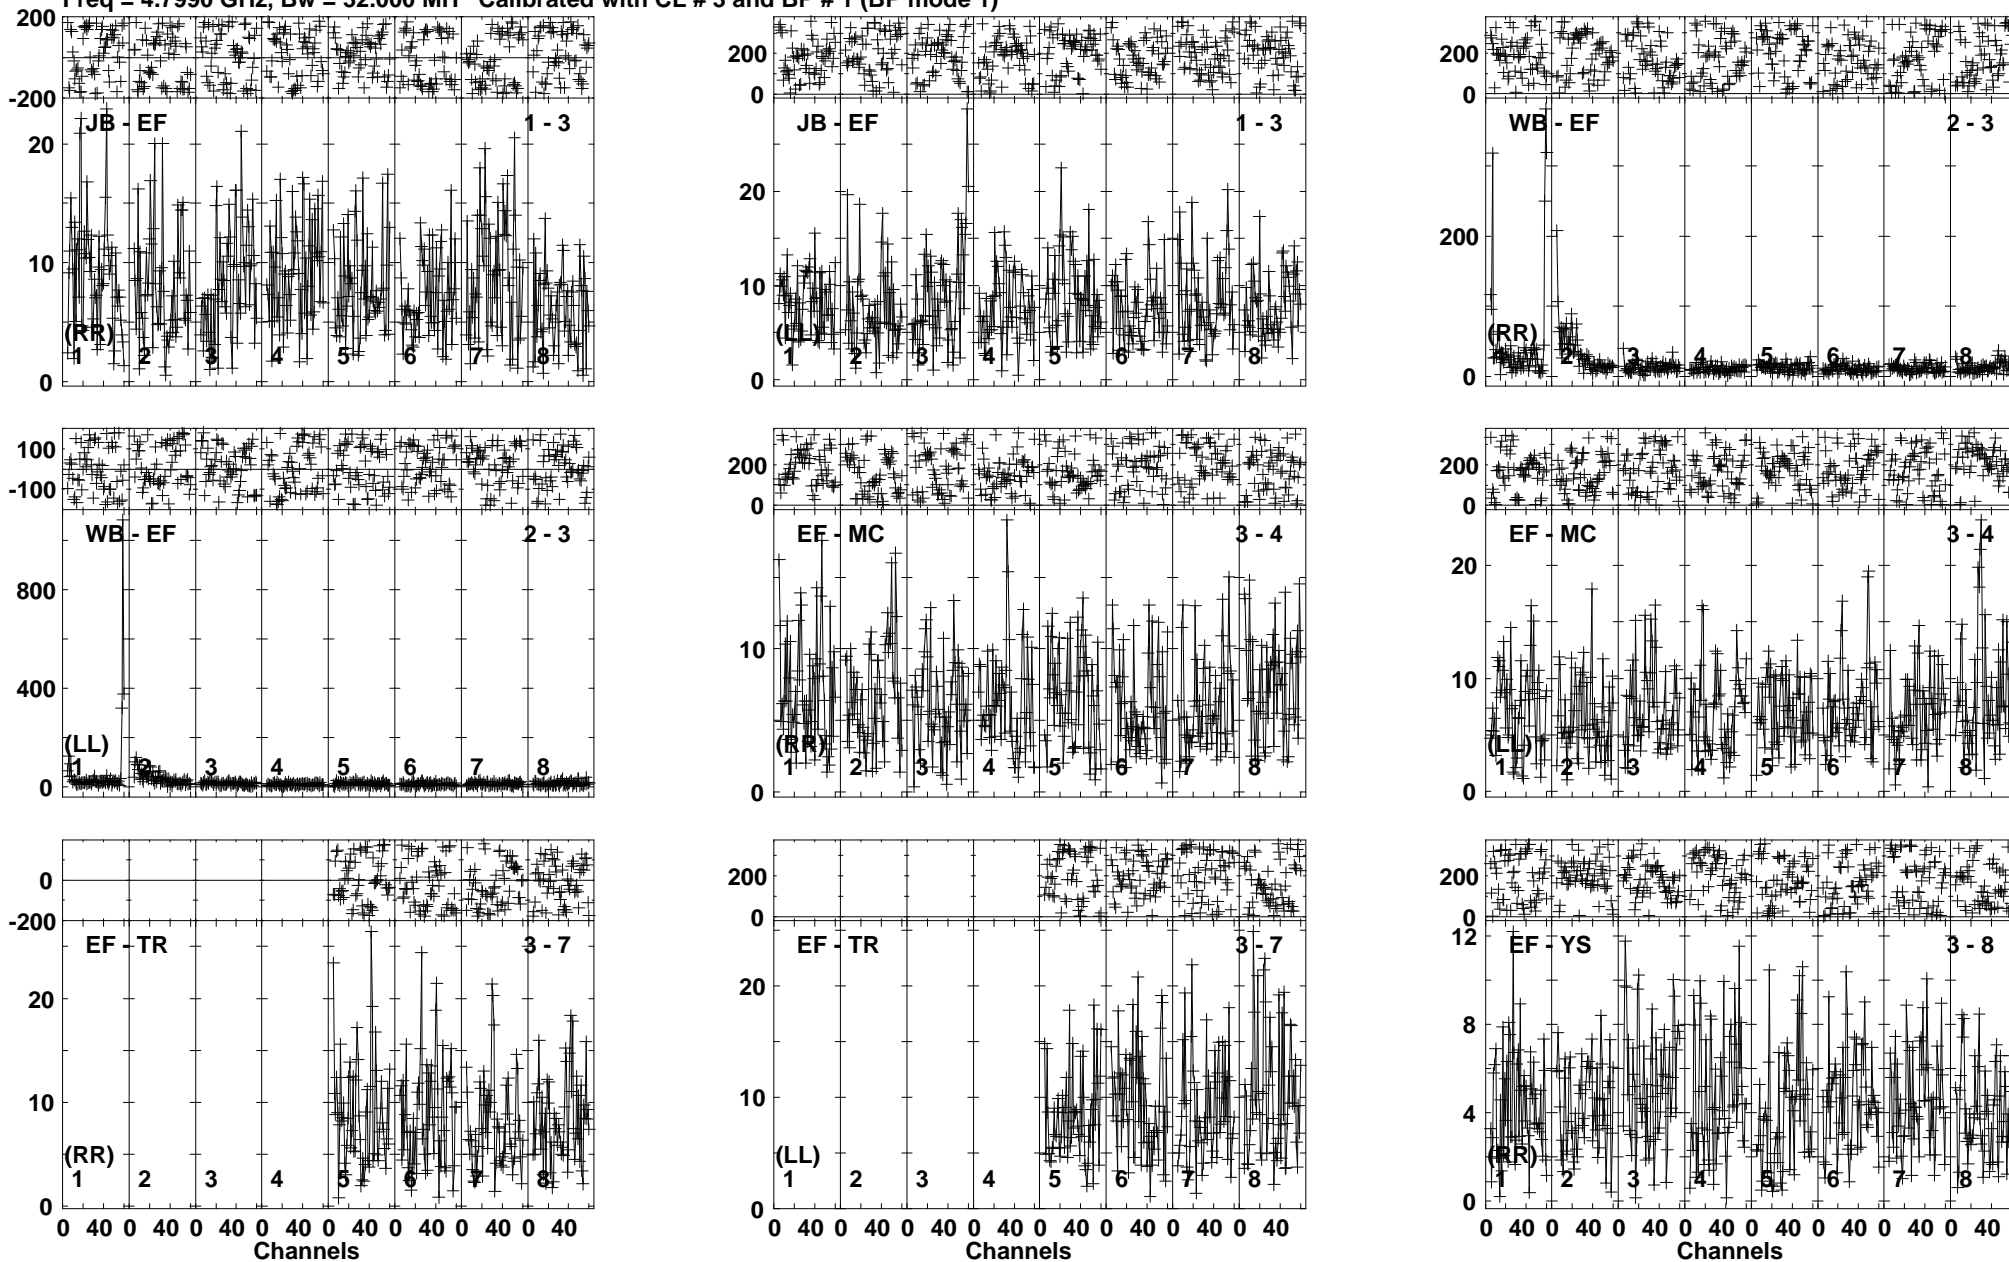 Freq = 4.7990 GHz, Bw = 32.000 MH Calibrated with CL # 3 and BP # 1 (BP mode 1)
200
-200
JB - EF 1 - 3
20
10
0
(RR)
1 2 3 4 5 6 7 8
200
0
JB - EF 1 - 3
20
10
0
(LL)
1 2 3 4 5 6 7 8
200
0
WB - EF 2 - 3
200
0
(RR)
1 2 3 4 5 6 7 8
100
-100
WB - EF 2 - 3
800
400
0
(LL)
1 2 3 4 5 6 7 8
200
0
EF - MC 3 - 4
10
0
(RR)
1 2 3 4 5 6 7 8
200
0
EF - MC 3 - 4
20
10
0
(LL)
1 2 3 4 5 6 7 8
0
-200
EF - TR 3 - 7
20
10
0
(RR)
1 2 3 4 5 6 7 8
0 40 0 40 0 40 0 40 0 40 0 40 0 40 0 40
Channels
200
0
EF - TR 3 - 7
20
10
0
(LL)
1 2 3 4 5 6 7 8
0 40 0 40 0 40 0 40 0 40 0 40 0 40 0 40
Channels
200
0
EF - YS 3 - 8
12
8
4
0
(RR)
1 2 3 4 5 6 7 8
0 40 0 40 0 40 0 40 0 40 0 40 0 40 0 40
Channels